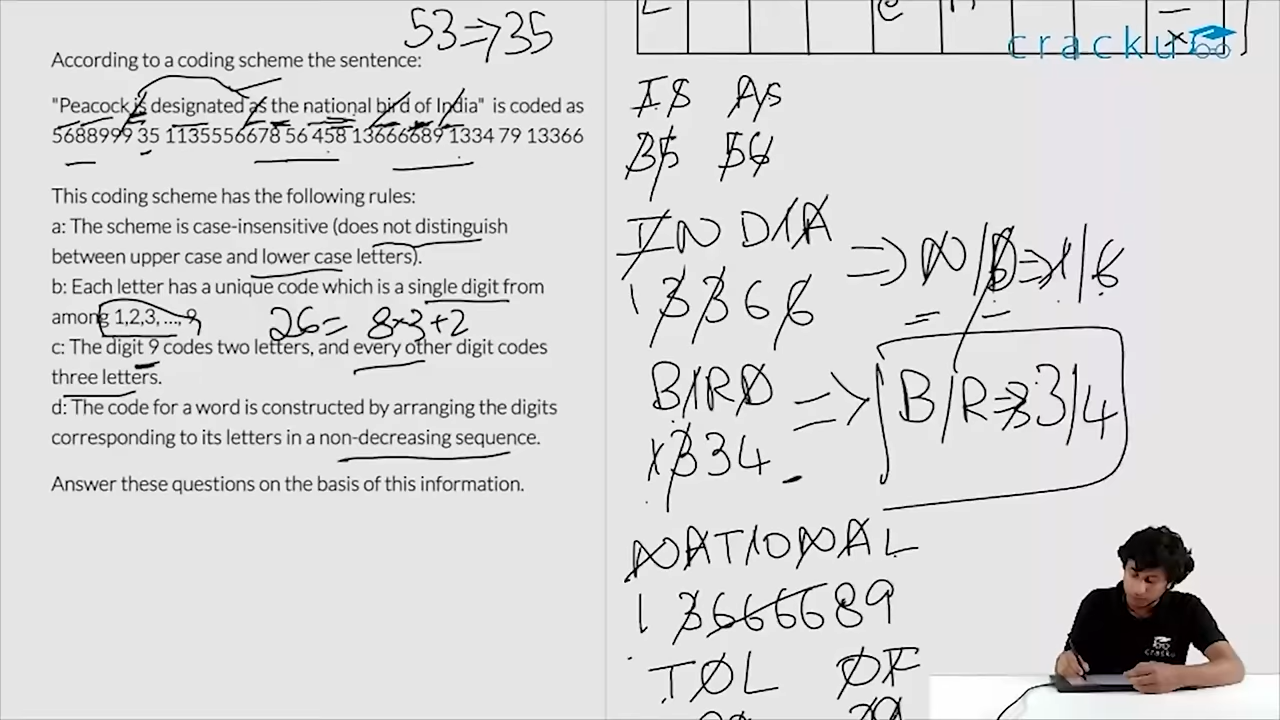 53 => 35
According to a coding scheme the sentence:
"Peacock is designated as the national bird of India" is coded as
5688999 35 1135556678 56 458 13666689 1334 79 13366
This coding scheme has the following rules:
a: The scheme is case-insensitive (does not distinguish
between upper case and lower case letters).
b: Each letter has a unique code which is a single digit from
among 1,2,3, ..., 9.
26 = 8×3+2
c: The digit 9 codes two letters, and every other digit codes
three letters.
d: The code for a word is constructed by arranging the digits
corresponding to its letters in a non-decreasing sequence.
Answer these questions on the basis of this information.
cracku
IS AS
35 56
INDIA
13366
=> N/D => 1/6
BIRD
1334
=> B/R => 3/4
NATIONAL
13666689
TOL OF
cracku